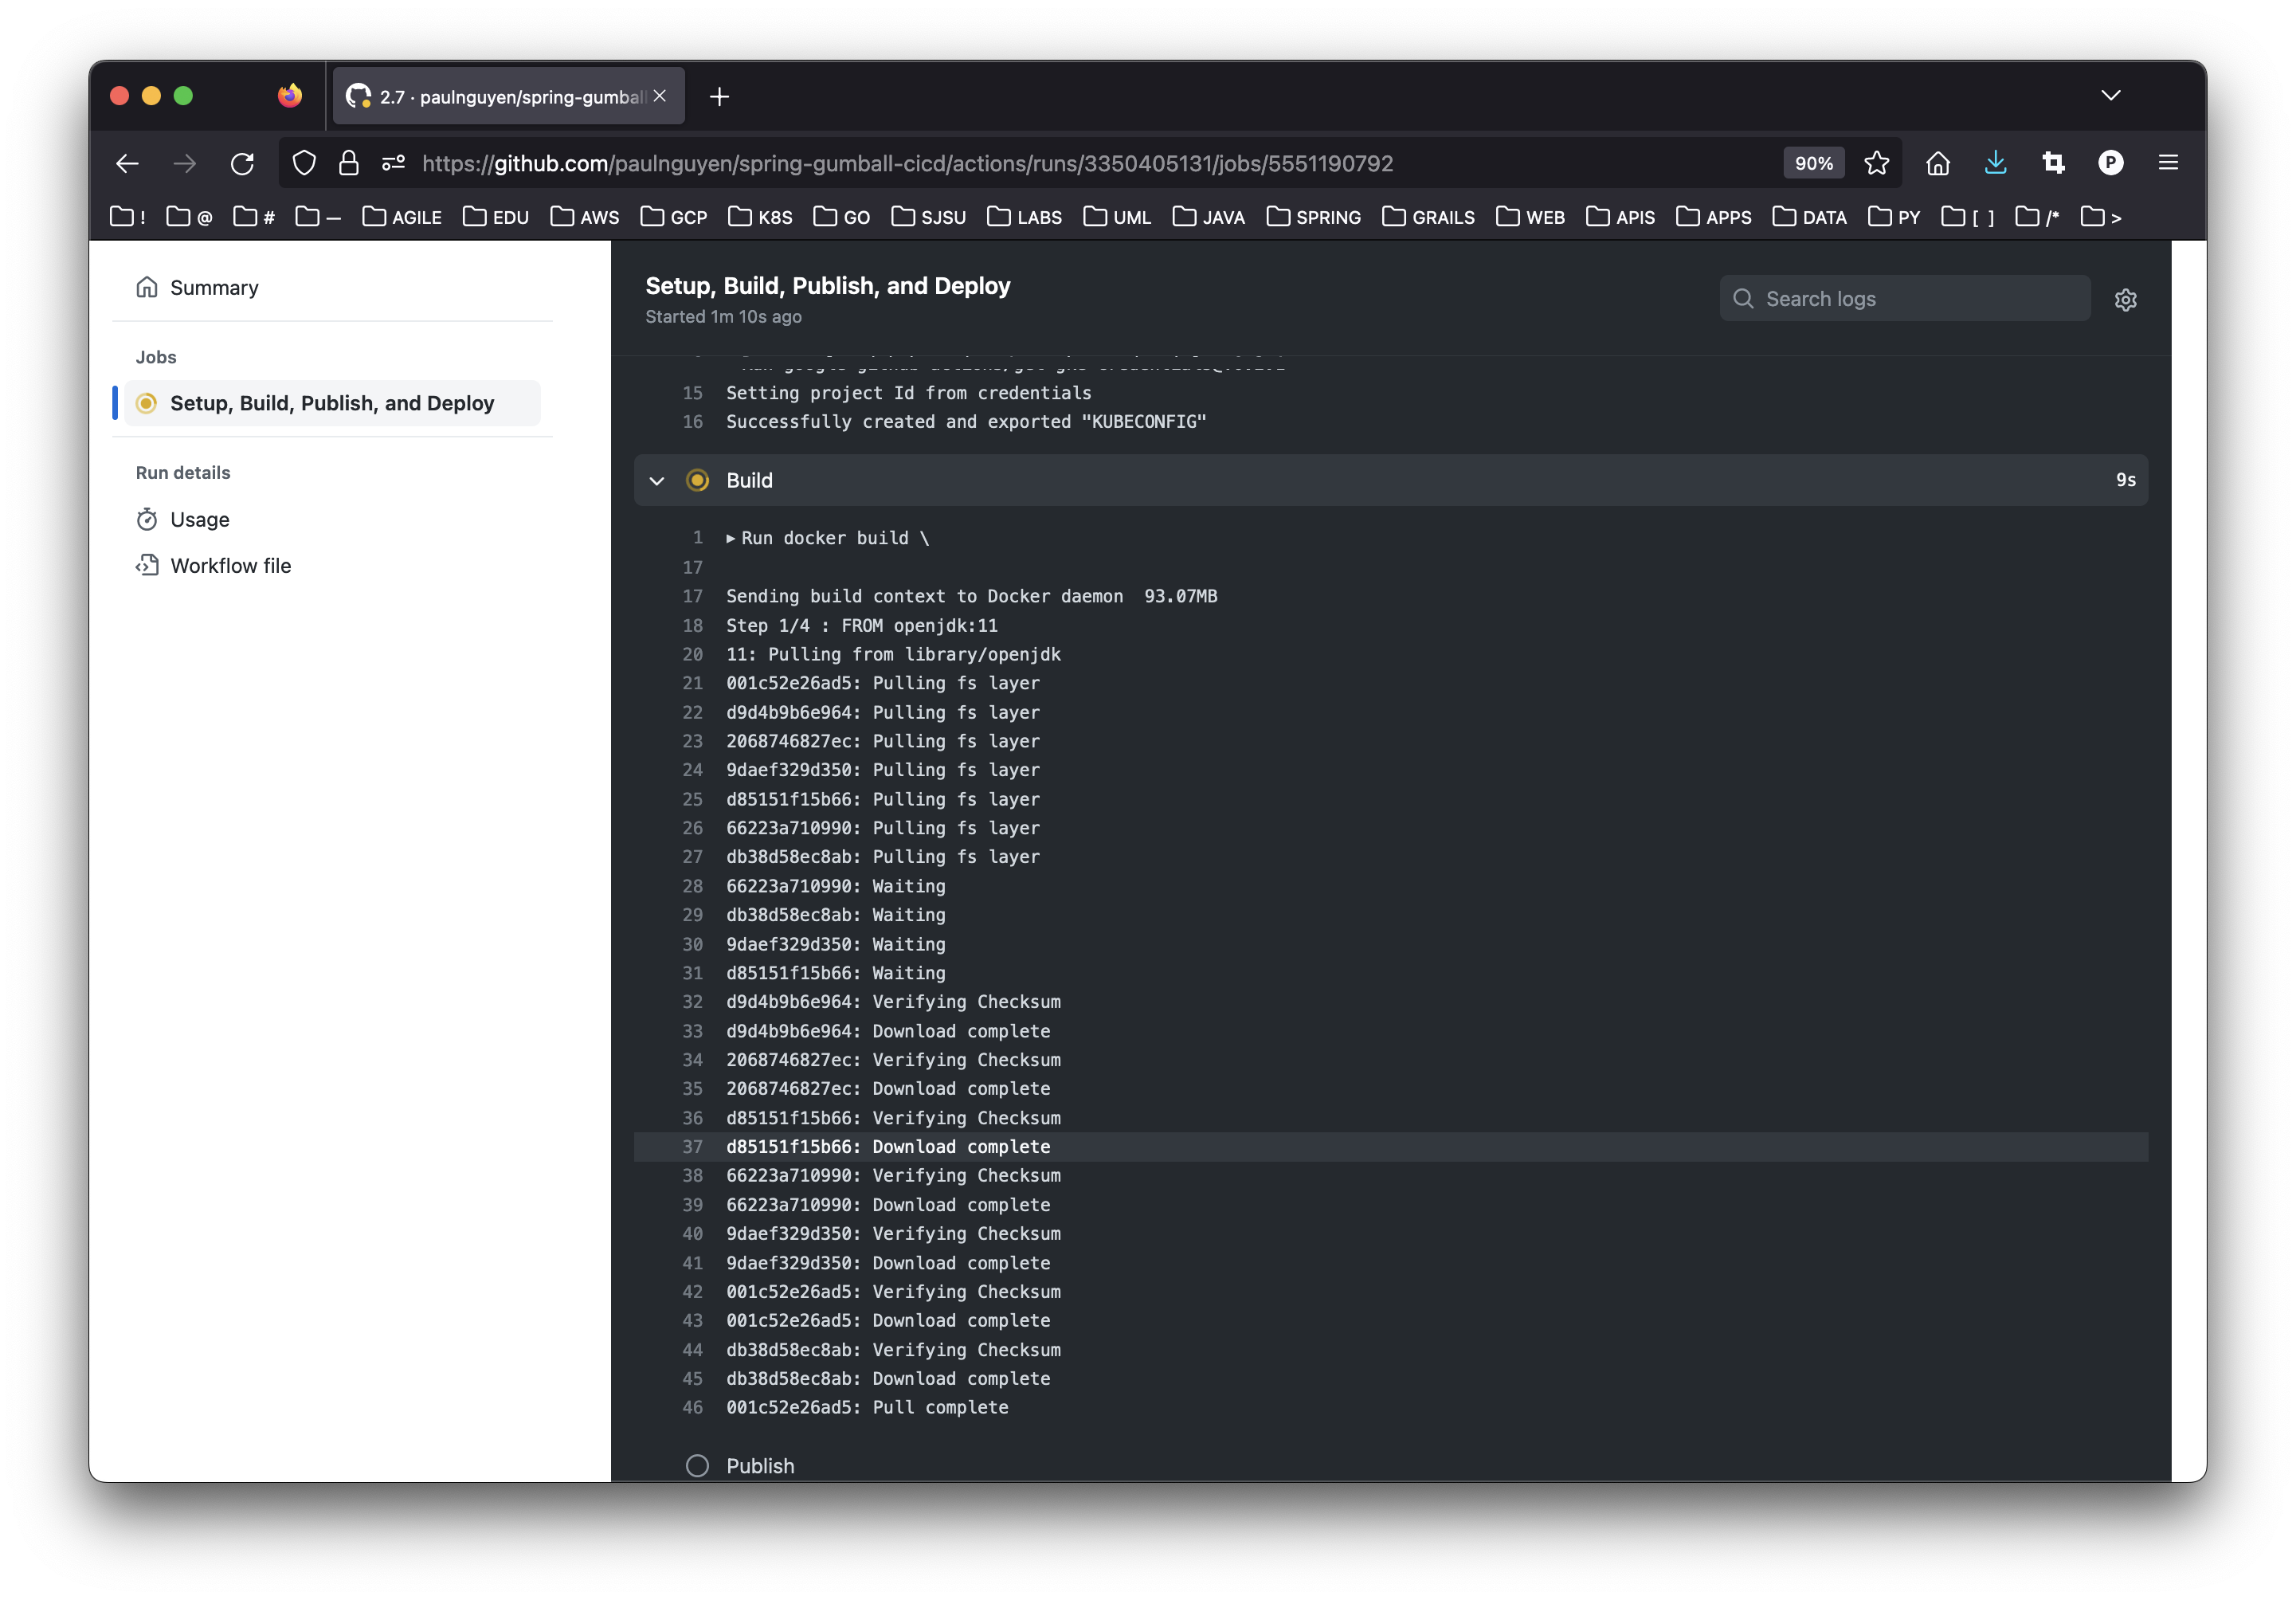 2.7 · paulnguyen/spring-gumbal
https://github.com/paulnguyen/spring-gumball-cicd/actions/runs/3350405131/jobs/5551190792
90%
P
! @ # — AGILE EDU AWS GCP K8S GO SJSU LABS UML JAVA SPRING GRAILS WEB APIS APPS DATA PY [ ] /* >
Summary
Jobs
Setup, Build, Publish, and Deploy
Run details
Usage
Workflow file
Setup, Build, Publish, and Deploy
Started 1m 10s ago
Search logs
15 Setting project Id from credentials
16 Successfully created and exported "KUBECONFIG"
Build 9s
1 Run docker build \
17
17 Sending build context to Docker daemon 93.07MB
18 Step 1/4 : FROM openjdk:11
20 11: Pulling from library/openjdk
21 001c52e26ad5: Pulling fs layer
22 d9d4b9b6e964: Pulling fs layer
23 2068746827ec: Pulling fs layer
24 9daef329d350: Pulling fs layer
25 d85151f15b66: Pulling fs layer
26 66223a710990: Pulling fs layer
27 db38d58ec8ab: Pulling fs layer
28 66223a710990: Waiting
29 db38d58ec8ab: Waiting
30 9daef329d350: Waiting
31 d85151f15b66: Waiting
32 d9d4b9b6e964: Verifying Checksum
33 d9d4b9b6e964: Download complete
34 2068746827ec: Verifying Checksum
35 2068746827ec: Download complete
36 d85151f15b66: Verifying Checksum
37 d85151f15b66: Download complete
38 66223a710990: Verifying Checksum
39 66223a710990: Download complete
40 9daef329d350: Verifying Checksum
41 9daef329d350: Download complete
42 001c52e26ad5: Verifying Checksum
43 001c52e26ad5: Download complete
44 db38d58ec8ab: Verifying Checksum
45 db38d58ec8ab: Download complete
46 001c52e26ad5: Pull complete
Publish